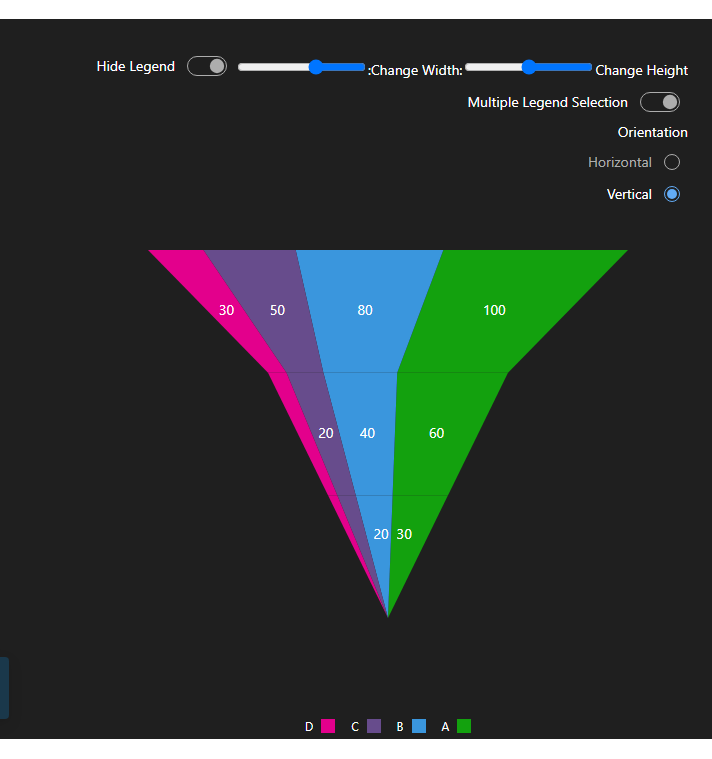 Hide Legend :Change Width: Change Height
Multiple Legend Selection
Orientation
Horizontal
Vertical
30 50 80 100
20 40 60
20 30
D C B A